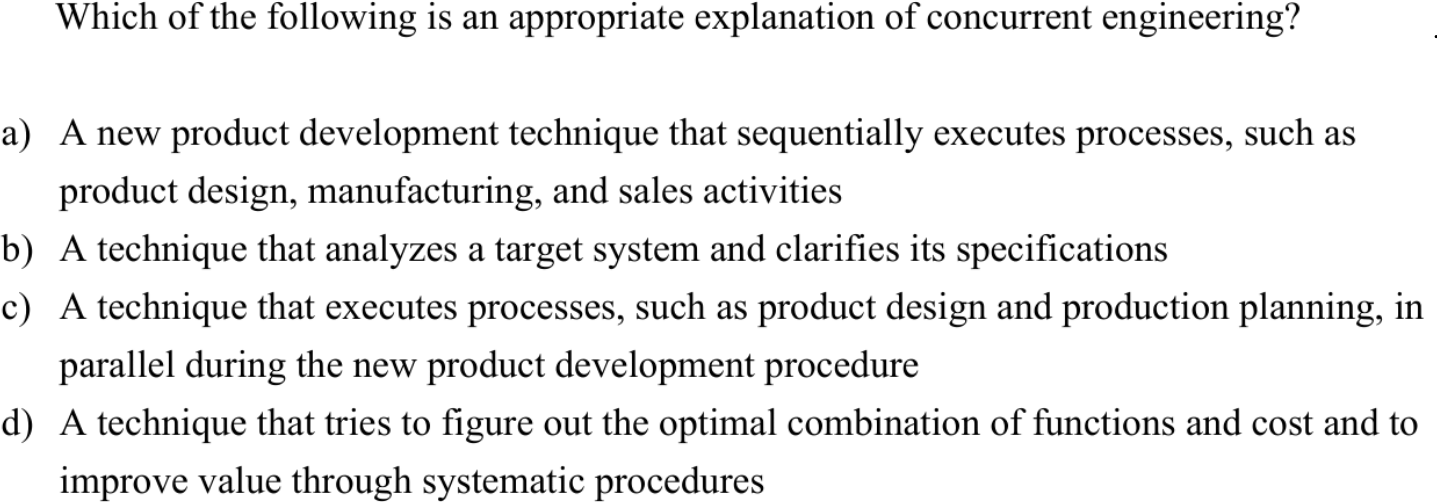 Which of the following is an appropriate explanation of concurrent engineering?
a) A new product development technique that sequentially executes processes, such as
product design, manufacturing, and sales activities
b) A technique that analyzes a target system and clarifies its specifications
c) A technique that executes processes, such as product design and production planning, in
parallel during the new product development procedure
d) A technique that tries to figure out the optimal combination of functions and cost and to
improve value through systematic procedures